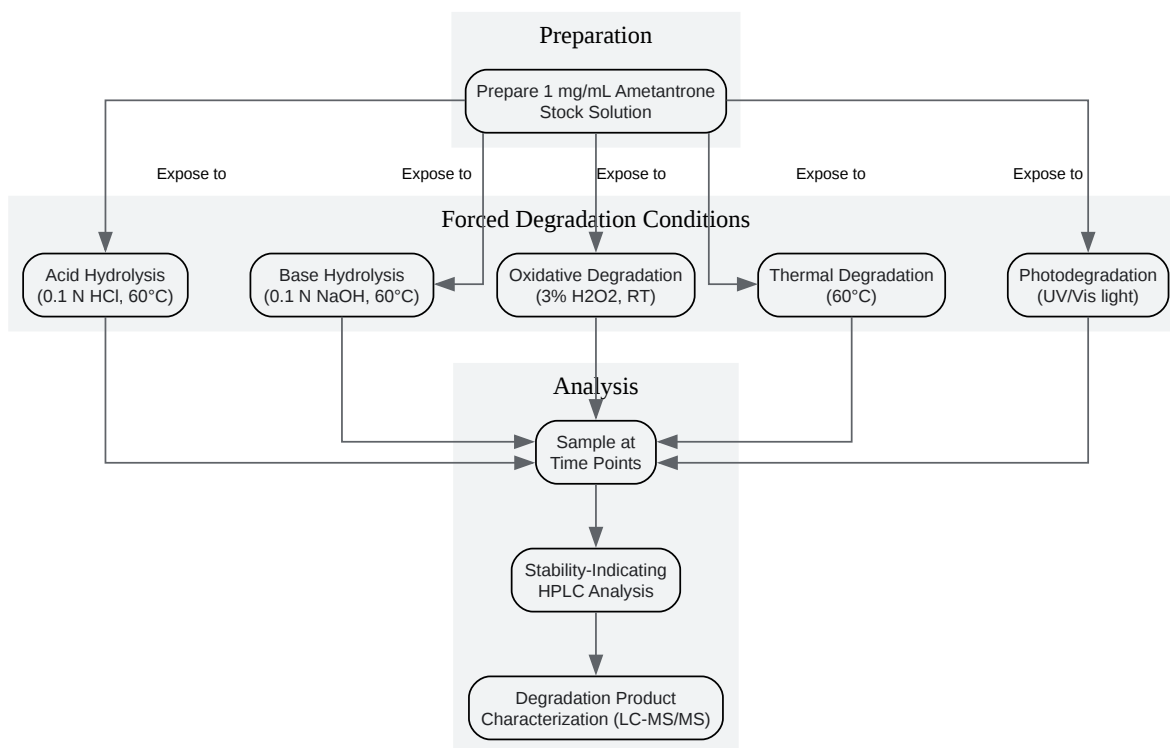 Preparation
Prepare 1 mg/mL Ametantrone
Stock Solution
Expose to
Expose to
Expose to
Expose to
Expose to
Forced Degradation Conditions
Acid Hydrolysis
(0.1 N HCl, 60°C)
Base Hydrolysis
(0.1 N NaOH, 60°C)
Oxidative Degradation
(3% H2O2, RT)
Thermal Degradation
(60°C)
Photodegradation
(UV/Vis light)
Analysis
Sample at
Time Points
Stability-Indicating
HPLC Analysis
Degradation Product
Characterization (LC-MS/MS)